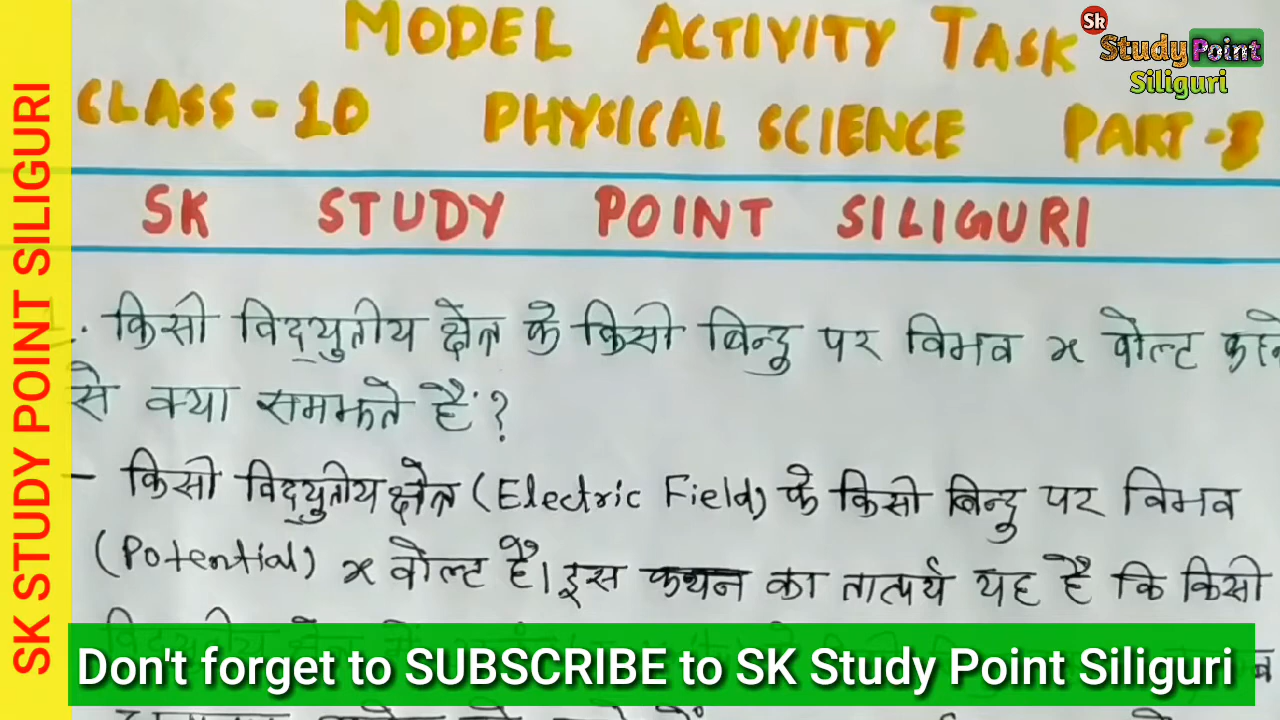 MODEL ACTIVITY TASK
Sk
Study Point
Siliguri
CLASS-10 PHYSICAL SCIENCE PART-3
SK STUDY POINT SILIGURI
SK STUDY POINT SILIGURI
1. किसी विद्युतीय क्षेत्र के किसी बिन्दु पर विभव x वोल्ट कहने
से क्या समझते हैं?
- किसी विद्युतीय क्षेत्र (Electric Field) के किसी बिन्दु पर विभव
(Potential) x वोल्ट है। इस कथन का तात्पर्य यह है कि किसी
Don't forget to SUBSCRIBE to SK Study Point Siliguri